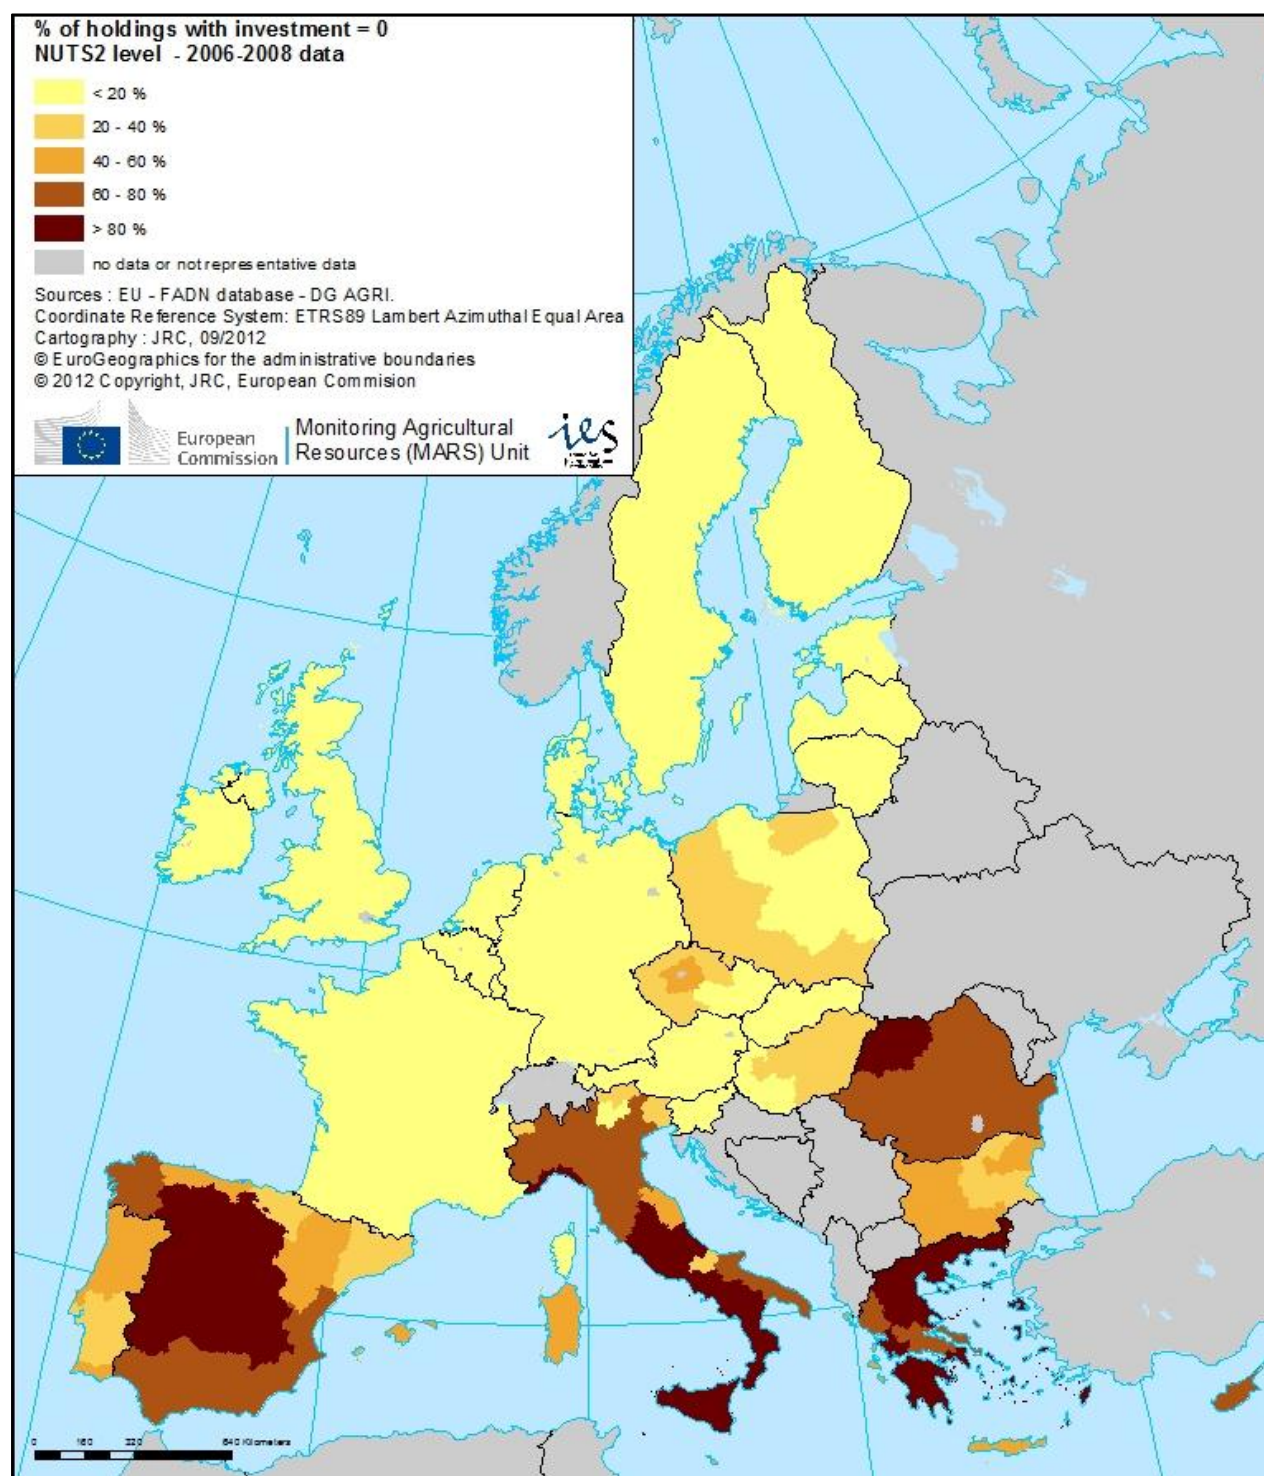 % of holdings with investment = 0
NUTS2 level - 2006-2008 data
< 20 %
20 - 40 %
40 - 60 %
60 - 80 %
> 80 %
no data or not representative data
Sources : EU - FADN database - DG AGRI.
Coordinate Reference System: ETRS89 Lambert Azimuthal Equal Area
Cartography : JRC, 09/2012
© EuroGeographics for the administrative boundaries
© 2012 Copyright, JRC, European Commision
European
Commission
Monitoring Agricultural
Resources (MARS) Unit
ies
0 160 320 640 Kilometers